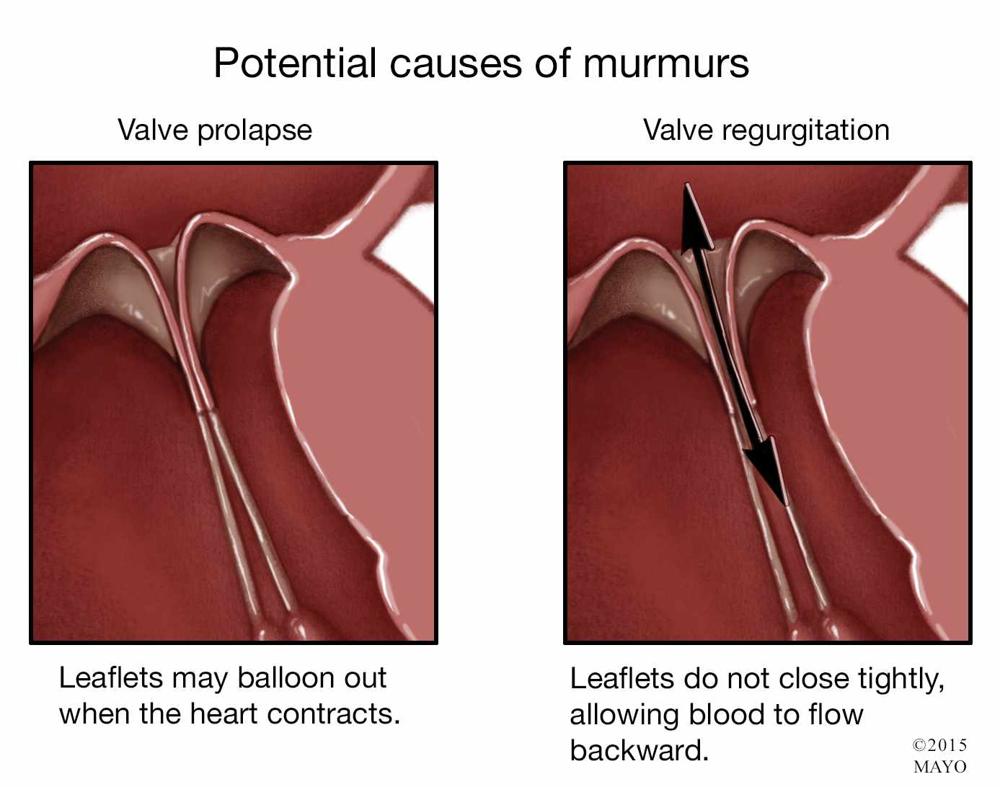 Potential causes of murmurs
Valve prolapse
Leaflets may balloon out
when the heart contracts.
Valve regurgitation
Leaflets do not close tightly,
allowing blood to flow
backward.
©2015
MAYO